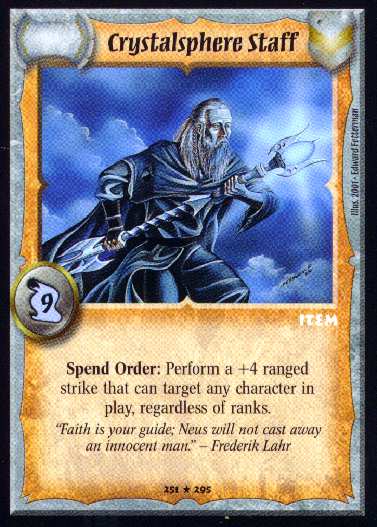 Crystalsphere Staff
Illus. 2001 · Edward Fetterman
9
ITEM
Spend Order: Perform a +4 ranged
strike that can target any character in
play, regardless of ranks.
"Faith is your guide; Neus will not cast away
an innocent man." – Frederik Lahr
251 ★ 295